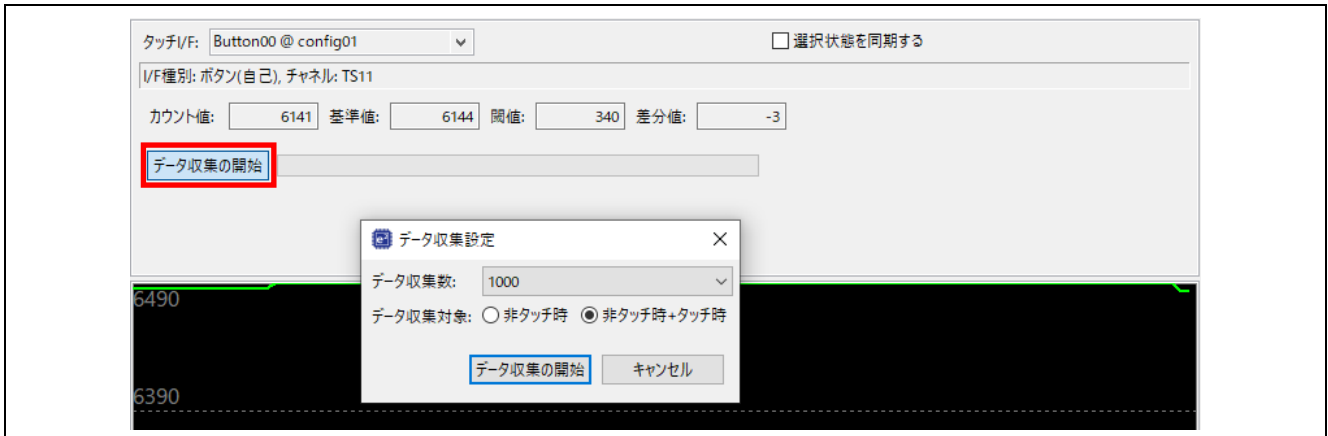 タッチI/F: Button00 @ config01 選択状態を同期する
I/F種別: ボタン(自己), チャネル: TS11
カウント値: 6141 基準値: 6144 閾値: 340 差分値: -3
データ収集の開始
データ収集設定
データ収集数: 1000
データ収集対象: 非タッチ時 非タッチ時+タッチ時
データ収集の開始 キャンセル
6490
6390